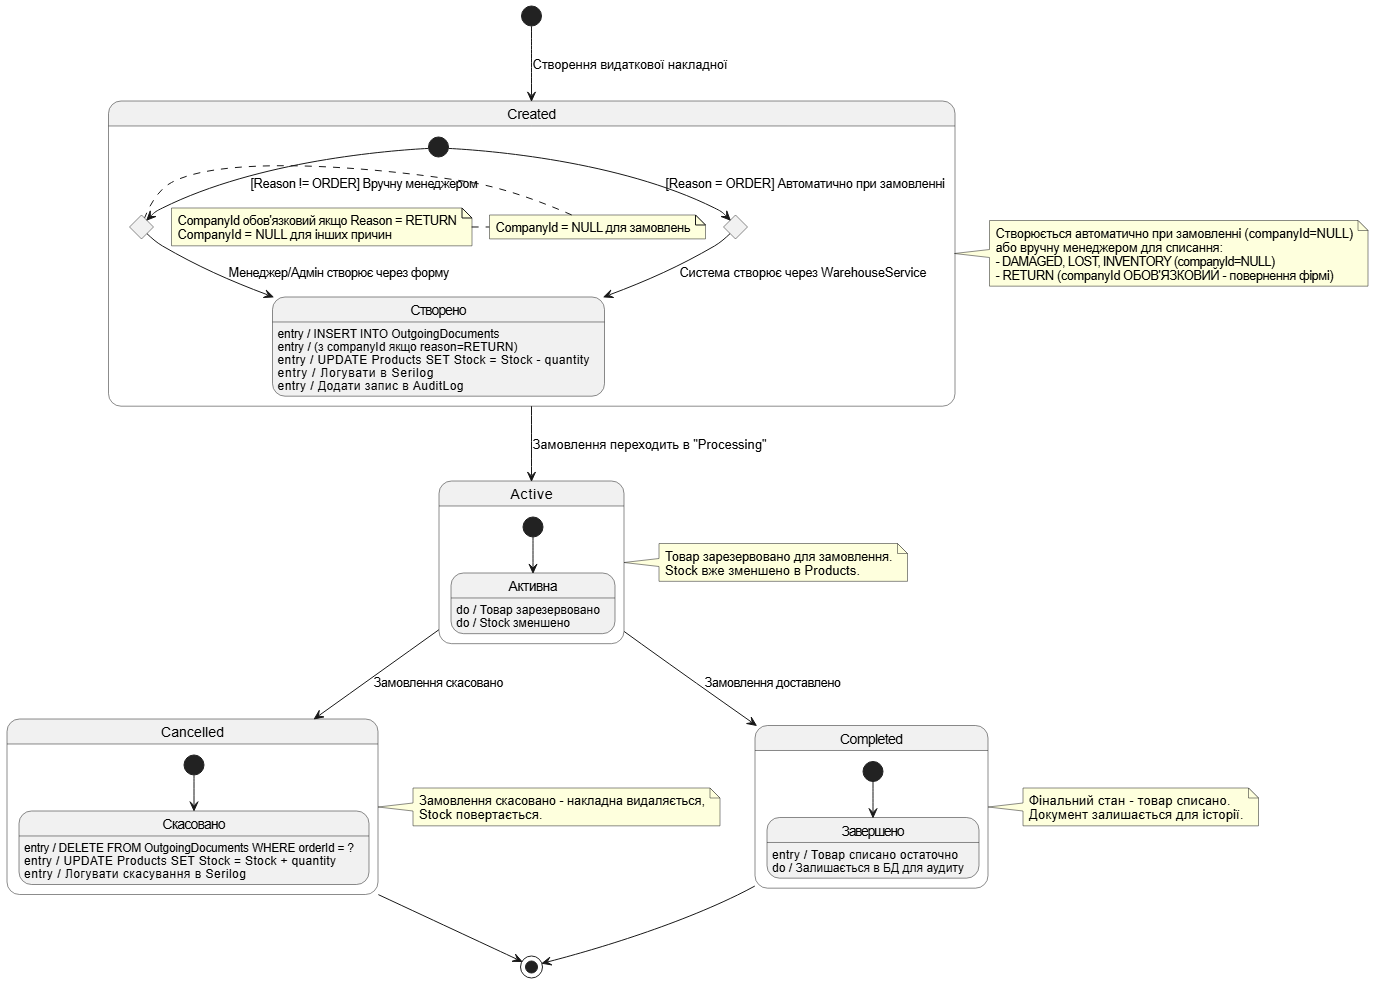 Створення видаткової накладної
Created
[Reason != ORDER] Вручну менеджером
[Reason = ORDER] Автоматично при замовленні
CompanyId обов'язковий якщо Reason = RETURN
CompanyId = NULL для інших причин
CompanyId = NULL для замовлень
Створюється автоматично при замовленні (companyId=NULL)
або вручну менеджером для списання:
- DAMAGED, LOST, INVENTORY (companyId=NULL)
- RETURN (companyId ОБОВ'ЯЗКОВИЙ - повернення фірмі)
Менеджер/Адмін створює через форму
Система створює через WarehouseService
Створено
entry / INSERT INTO OutgoingDocuments
entry / (з companyId якщо reason=RETURN)
entry / UPDATE Products SET Stock = Stock - quantity
entry / Логувати в Serilog
entry / Додати запис в AuditLog
Замовлення переходить в "Processing"
Active
Активна
do / Товар зарезервовано
do / Stock зменшено
Товар зарезервовано для замовлення.
Stock вже зменшено в Products.
Замовлення скасовано
Замовлення доставлено
Cancelled
Скасовано
entry / DELETE FROM OutgoingDocuments WHERE orderId = ?
entry / UPDATE Products SET Stock = Stock + quantity
entry / Логувати скасування в Serilog
Замовлення скасовано - накладна видаляється,
Stock повертається.
Completed
Завершено
entry / Товар списано остаточно
do / Залишається в БД для аудиту
Фінальний стан - товар списано.
Документ залишається для історії.